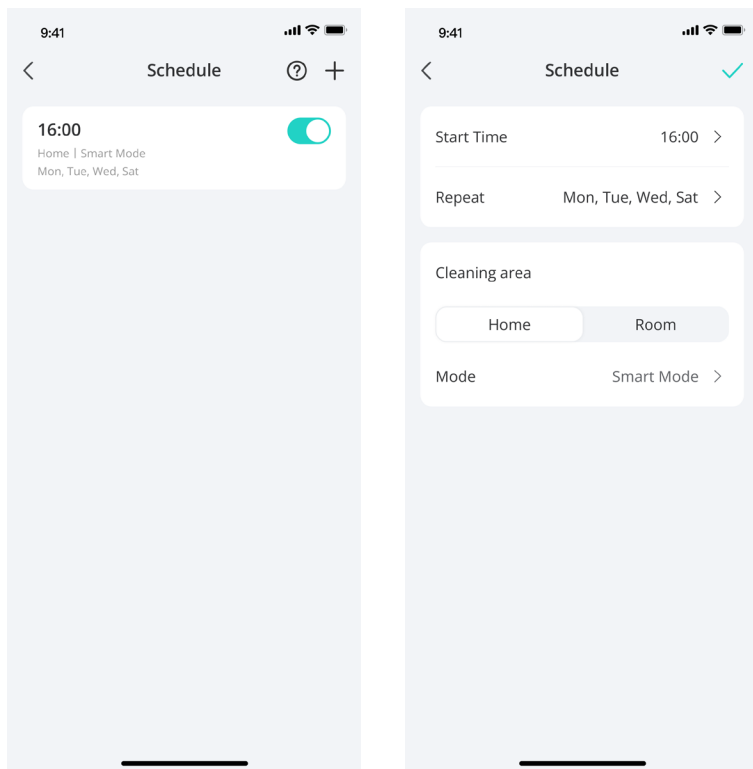 9:41
Schedule
16:00
Home | Smart Mode
Mon, Tue, Wed, Sat
9:41
Schedule
Start Time 16:00
Repeat Mon, Tue, Wed, Sat
Cleaning area
Home Room
Mode Smart Mode